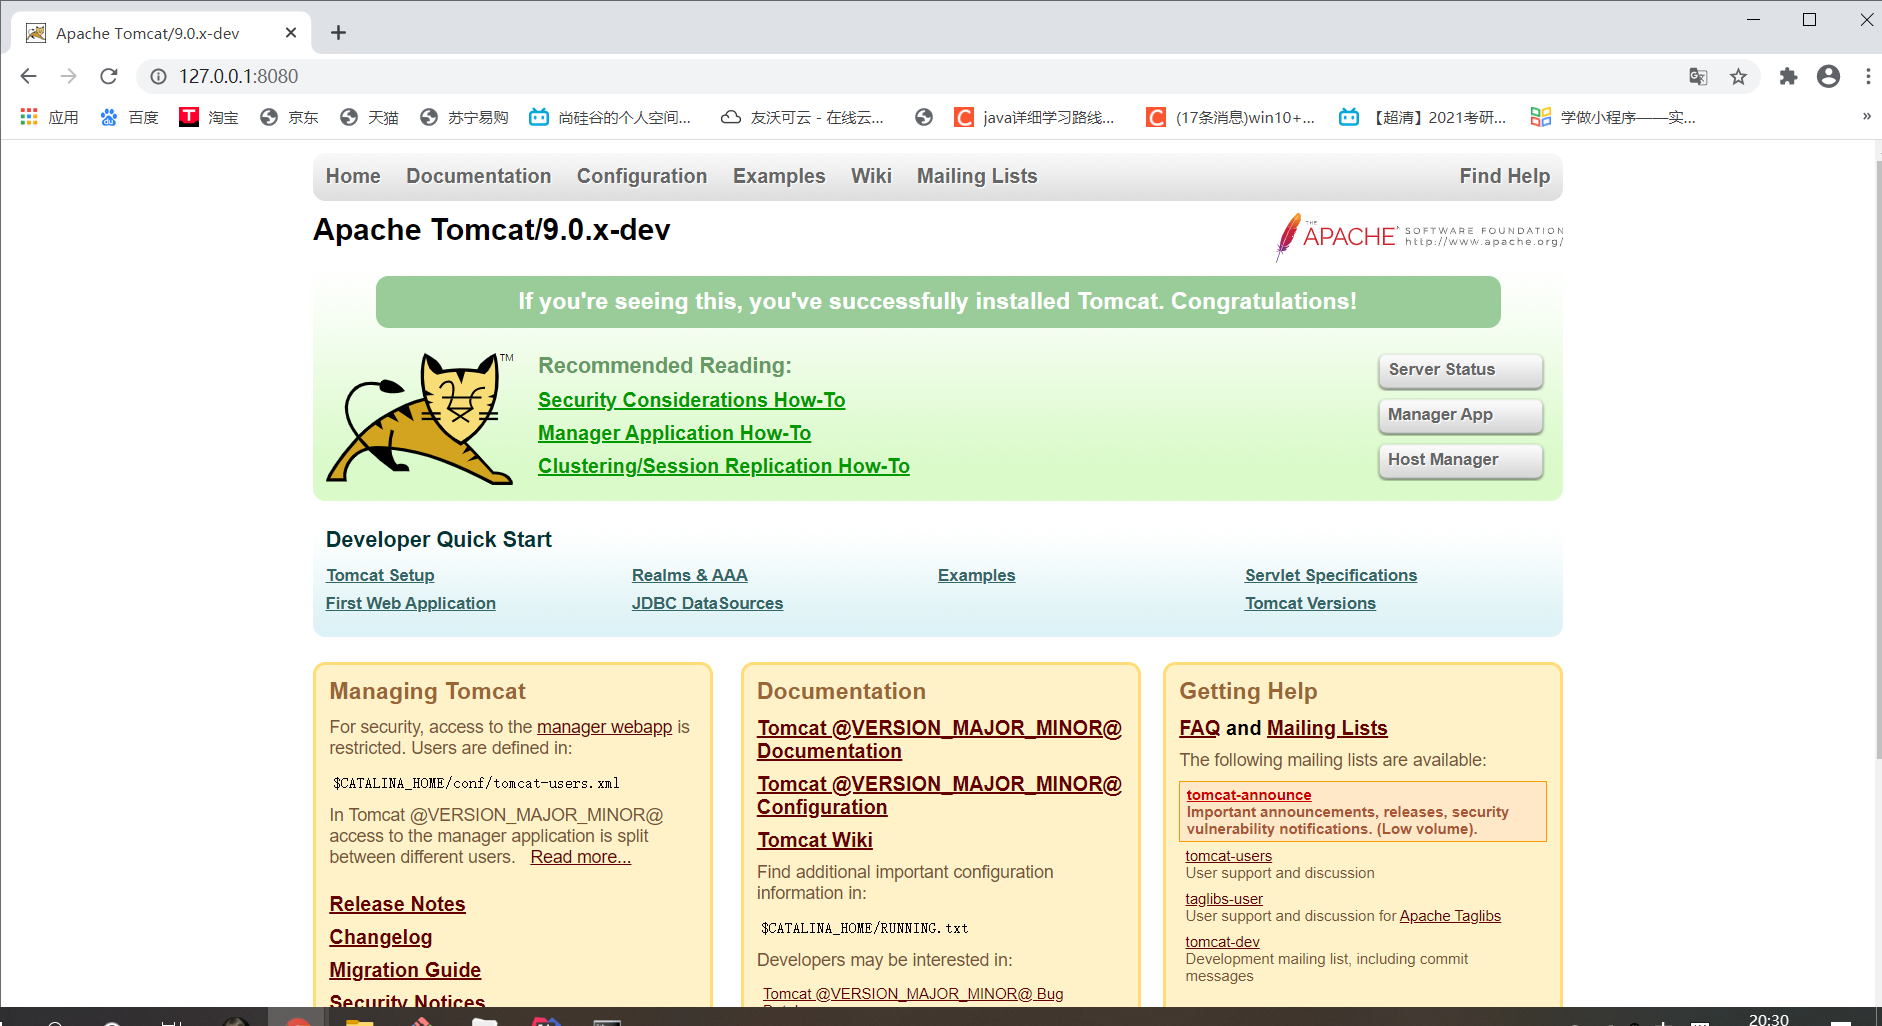 Apache Tomcat/9.0.x-dev
127.0.0.1:8080
应用 百度 淘宝 京东 天猫 苏宁易购 尚硅谷的个人空间... 友沃可云 - 在线云... java详细学习路线... (17条消息)win10+... 【超清】2021考研... 学做小程序——实... »
Home Documentation Configuration Examples Wiki Mailing Lists Find Help
Apache Tomcat/9.0.x-dev
THE APACHE SOFTWARE FOUNDATION
http://www.apache.org/
If you're seeing this, you've successfully installed Tomcat. Congratulations!
TM
Recommended Reading:
Security Considerations How-To
Manager Application How-To
Clustering/Session Replication How-To
Server Status
Manager App
Host Manager
Developer Quick Start
Tomcat Setup
First Web Application
Realms & AAA
JDBC DataSources
Examples
Servlet Specifications
Tomcat Versions
Managing Tomcat
For security, access to the manager webapp is
restricted. Users are defined in:
$CATALINA_HOME/conf/tomcat-users.xml
In Tomcat @VERSION_MAJOR_MINOR@
access to the manager application is split
between different users. Read more...
Release Notes
Changelog
Migration Guide
Security Notices
Documentation
Tomcat @VERSION_MAJOR_MINOR@
Documentation
Tomcat @VERSION_MAJOR_MINOR@
Configuration
Tomcat Wiki
Find additional important configuration
information in:
$CATALINA_HOME/RUNNING.txt
Developers may be interested in:
Tomcat @VERSION_MAJOR_MINOR@ Bug
Getting Help
FAQ and Mailing Lists
The following mailing lists are available:
tomcat-announce
Important announcements, releases, security
vulnerability notifications. (Low volume).
tomcat-users
User support and discussion
taglibs-user
User support and discussion for Apache Taglibs
tomcat-dev
Development mailing list, including commit
messages
20:30